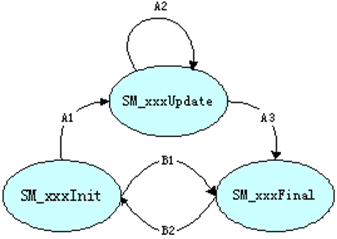 A2
SM_xxxUpdate
A1
A3
B1
SM_xxxInit
SM_xxxFinal
B2